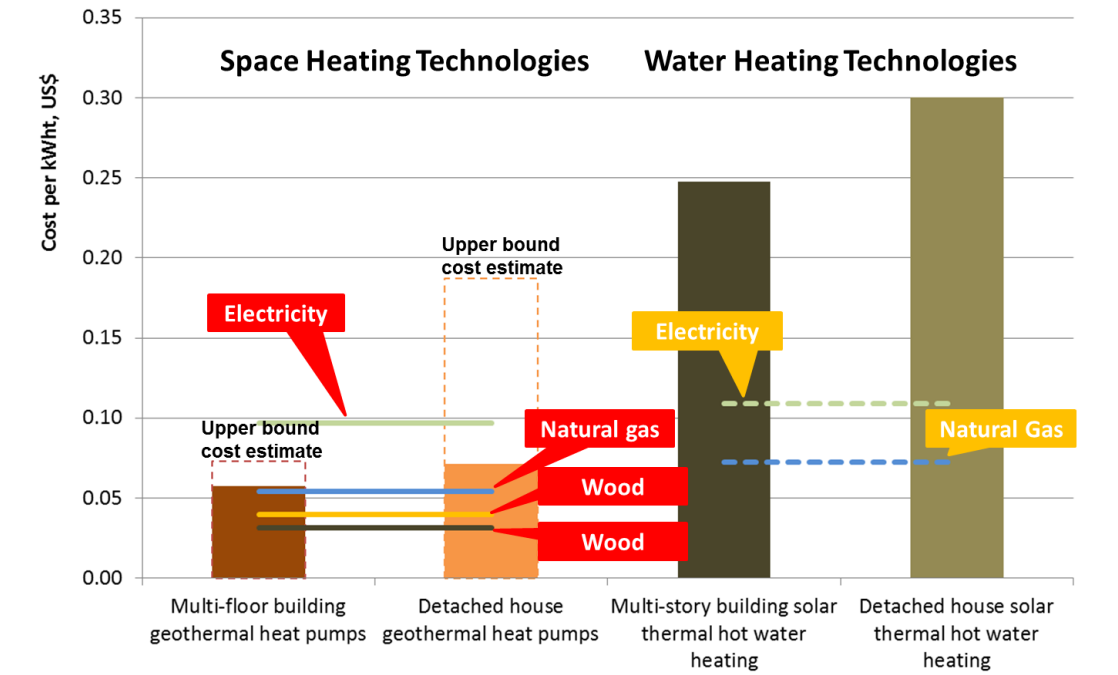 0.35
Space Heating Technologies
Water Heating Technologies
0.30
Cost per kWht, US$
0.25
0.20
Upper bound
cost estimate
Electricity
0.15
Electricity
0.10
Upper bound
cost estimate
Natural gas
Natural Gas
0.05
Wood
Wood
0.00
Multi-floor building
geothermal heat pumps
Detached house
geothermal heat pumps
Multi-story building solar
thermal hot water
heating
Detached house solar
thermal hot water
heating